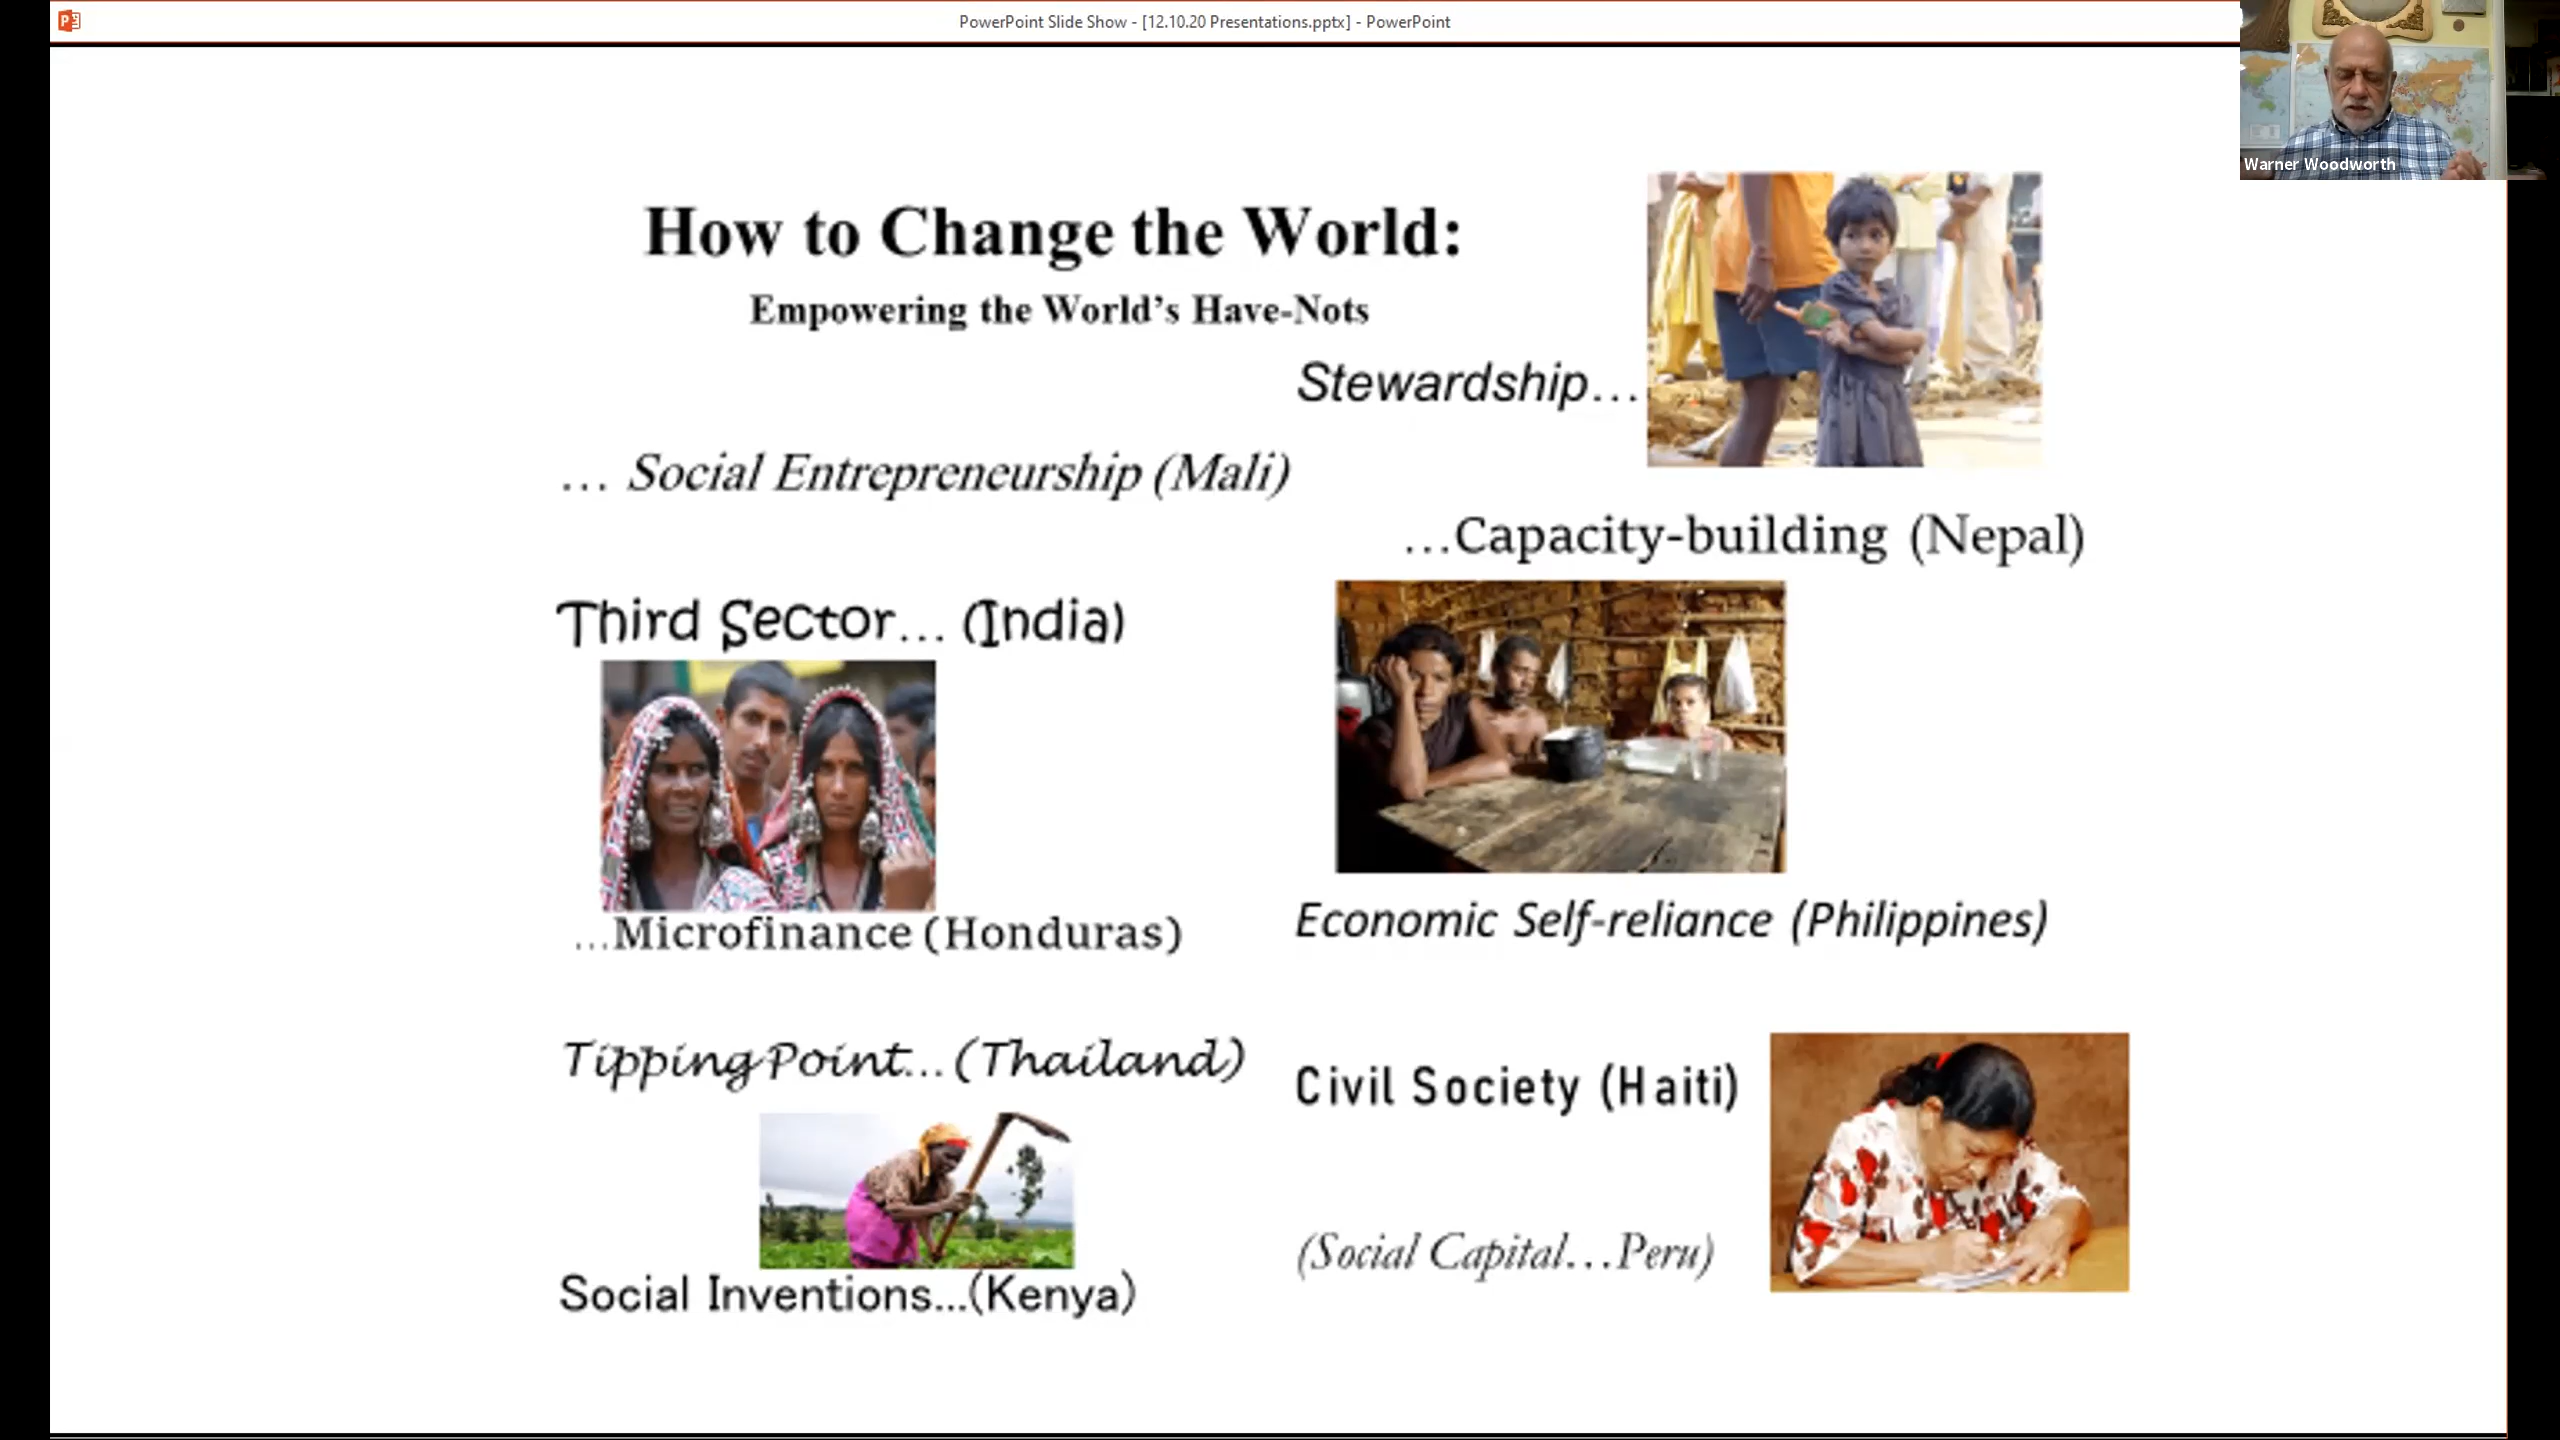 PowerPoint Slide Show - [12.10.20 Presentations.pptx] - PowerPoint
Warner Woodworth
How to Change the World:
Empowering the World's Have-Nots
Stewardship…
… Social Entrepreneurship (Mali)
…Capacity-building (Nepal)
Third Sector… (India)
…Microfinance (Honduras)
Economic Self-reliance (Philippines)
Tipping Point… (Thailand)
Civil Society (Haiti)
(Social Capital…Peru)
Social Inventions…(Kenya)